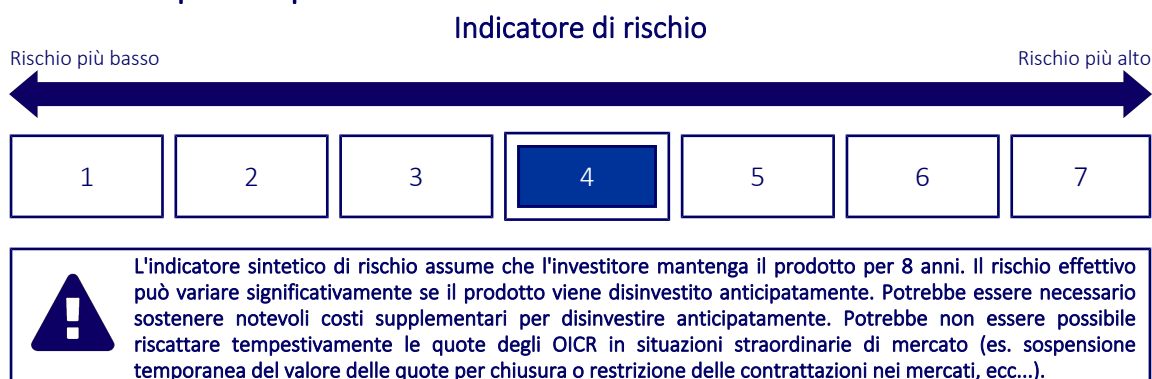 Indicatore di rischio
Rischio più basso
Rischio più alto
1
2
3
4
5
6
7
L'indicatore sintetico di rischio assume che l'investitore mantenga il prodotto per 8 anni. Il rischio effettivo
può variare significativamente se il prodotto viene disinvestito anticipatamente. Potrebbe essere necessario
sostenere notevoli costi supplementari per disinvestire anticipatamente. Potrebbe non essere possibile
riscattare tempestivamente le quote degli OICR in situazioni straordinarie di mercato (es. sospensione
temporanea del valore delle quote per chiusura o restrizione delle contrattazioni nei mercati, ecc...).